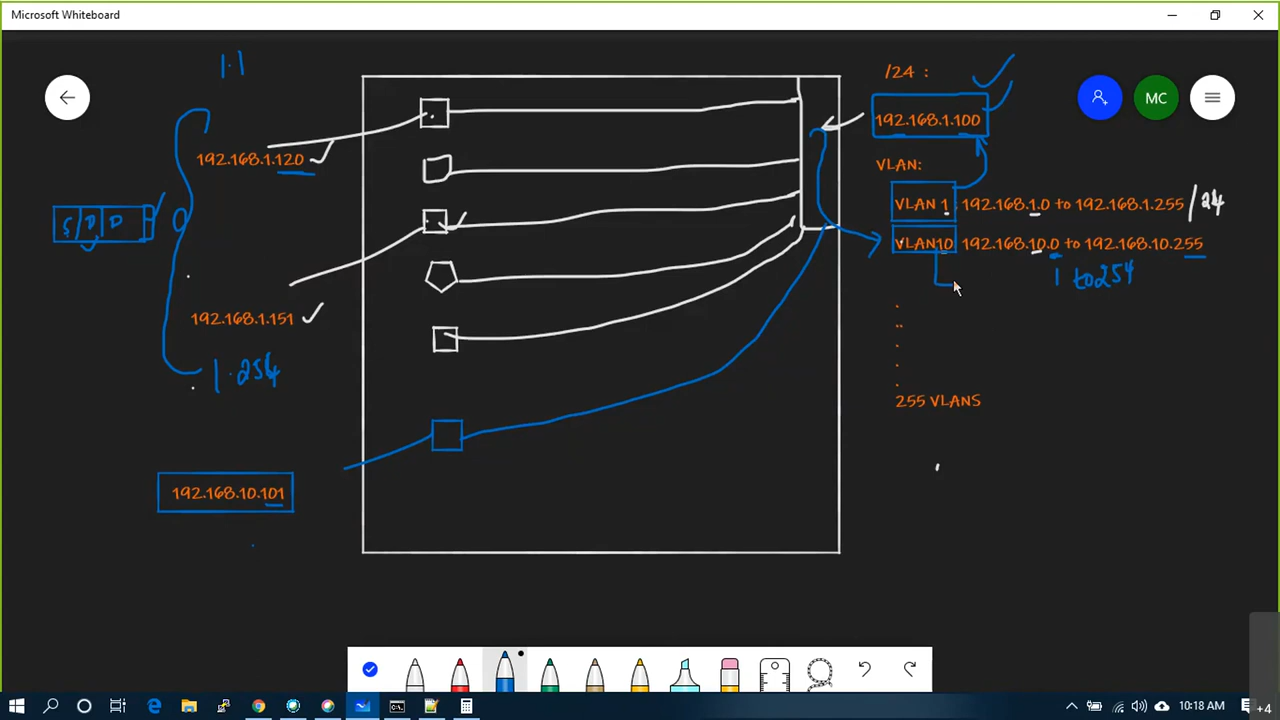 Microsoft Whiteboard
1.1
/24 :
192.168.1.100
MC
192.168.1.120
VLAN:
VLAN 1 192.168.1.0 to 192.168.1.255 /24
S D D
VLAN10 192.168.10.0 to 192.168.10.255
1 to 254
192.168.1.151
1.254
255 VLANS
192.168.10.101
10:18 AM
+4